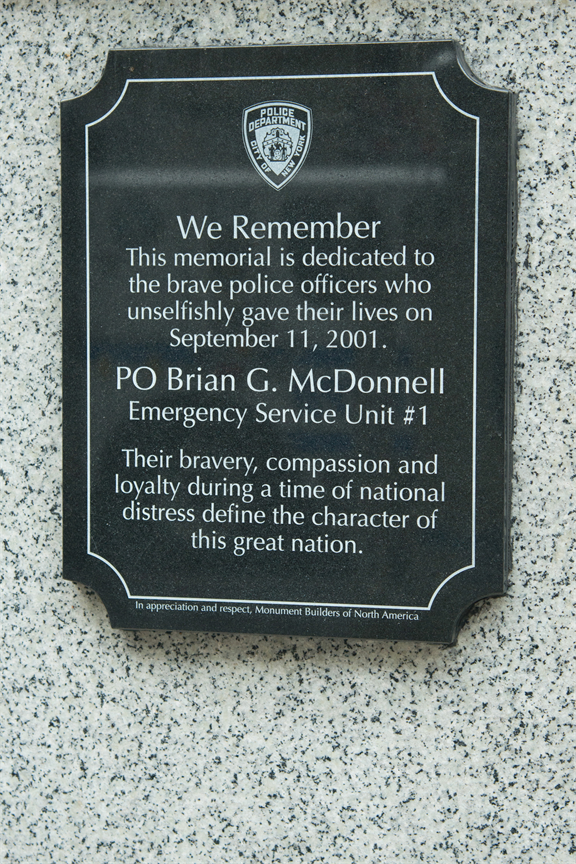 POLICE
DEPARTMENT
CITY OF NEW YORK
We Remember
This memorial is dedicated to
the brave police officers who
unselfishly gave their lives on
September 11, 2001.
PO Brian G. McDonnell
Emergency Service Unit #1
Their bravery, compassion and
loyalty during a time of national
distress define the character of
this great nation.
In appreciation and respect, Monument Builders of North America